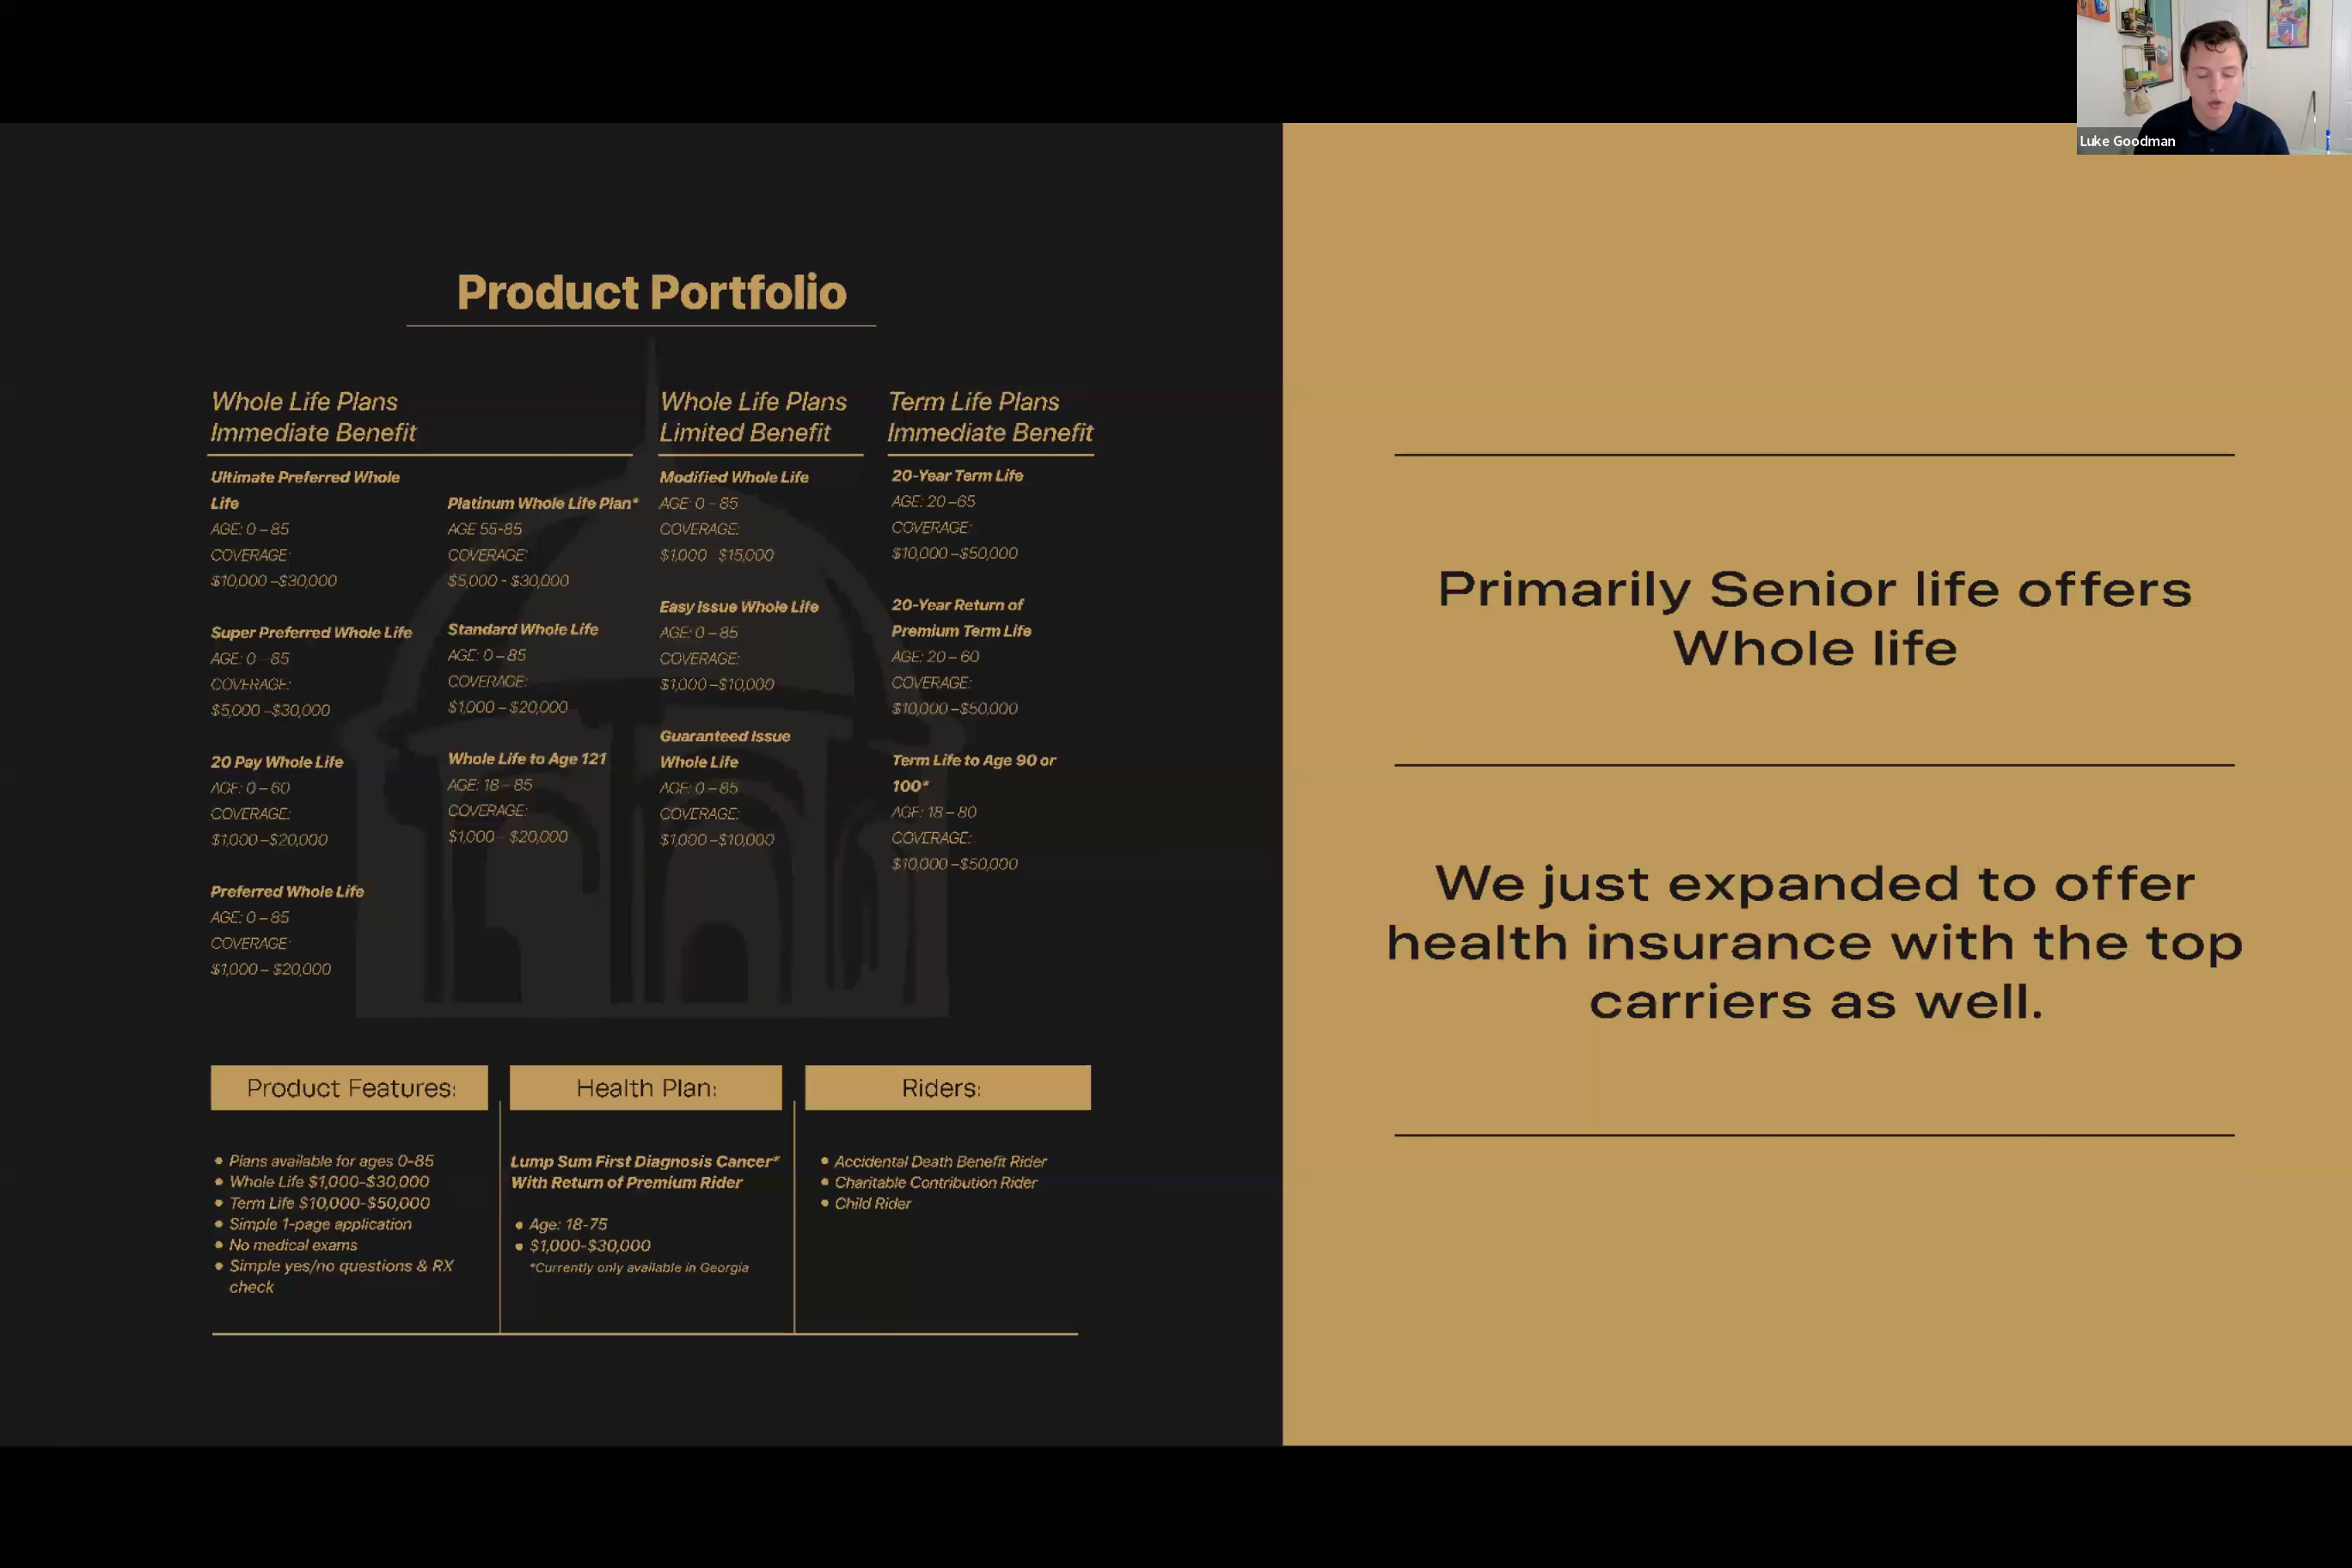 Luke Goodman
Product Portfolio
Whole Life Plans
Immediate Benefit
Ultimate Preferred Whole
Life
AGE: 0 – 85
COVERAGE:
$10,000 –$30,000
Super Preferred Whole Life
AGE: 0 – 85
COVERAGE:
$5,000 –$30,000
20 Pay Whole Life
AGE: 0 – 60
COVERAGE:
$1,000 –$20,000
Preferred Whole Life
AGE: 0 – 85
COVERAGE:
$1,000 – $20,000
Platinum Whole Life Plan*
AGE 55-85
COVERAGE:
$5,000 - $30,000
Standard Whole Life
AGE: 0 – 85
COVERAGE:
$1,000 – $20,000
Whole Life to Age 121
AGE: 18 – 85
COVERAGE:
$1,000 – $20,000
Whole Life Plans
Limited Benefit
Modified Whole Life
AGE: 0 – 85
COVERAGE:
$1,000 $15,000
Easy Issue Whole Life
AGE: 0 – 85
COVERAGE:
$1,000 –$10,000
Guaranteed Issue
Whole Life
AGE: 0 – 85
COVERAGE:
$1,000 –$10,000
Term Life Plans
Immediate Benefit
20-Year Term Life
AGE: 20 –65
COVERAGE:
$10,000 –$50,000
20-Year Return of
Premium Term Life
AGE: 20 – 60
COVERAGE:
$10,000 –$50,000
Term Life to Age 90 or
100*
AGE: 18 – 80
COVERAGE:
$10,000 –$50,000
Product Features:
• Plans available for ages 0-85
• Whole Life $1,000-$30,000
• Term Life $10,000-$50,000
• Simple 1-page application
• No medical exams
• Simple yes/no questions & RX
check
Health Plan:
Lump Sum First Diagnosis Cancer*
With Return of Premium Rider
• Age: 18-75
• $1,000-$30,000
*Currently only available in Georgia
Riders:
• Accidental Death Benefit Rider
• Charitable Contribution Rider
• Child Rider
Primarily Senior life offers
Whole life
We just expanded to offer
health insurance with the top
carriers as well.